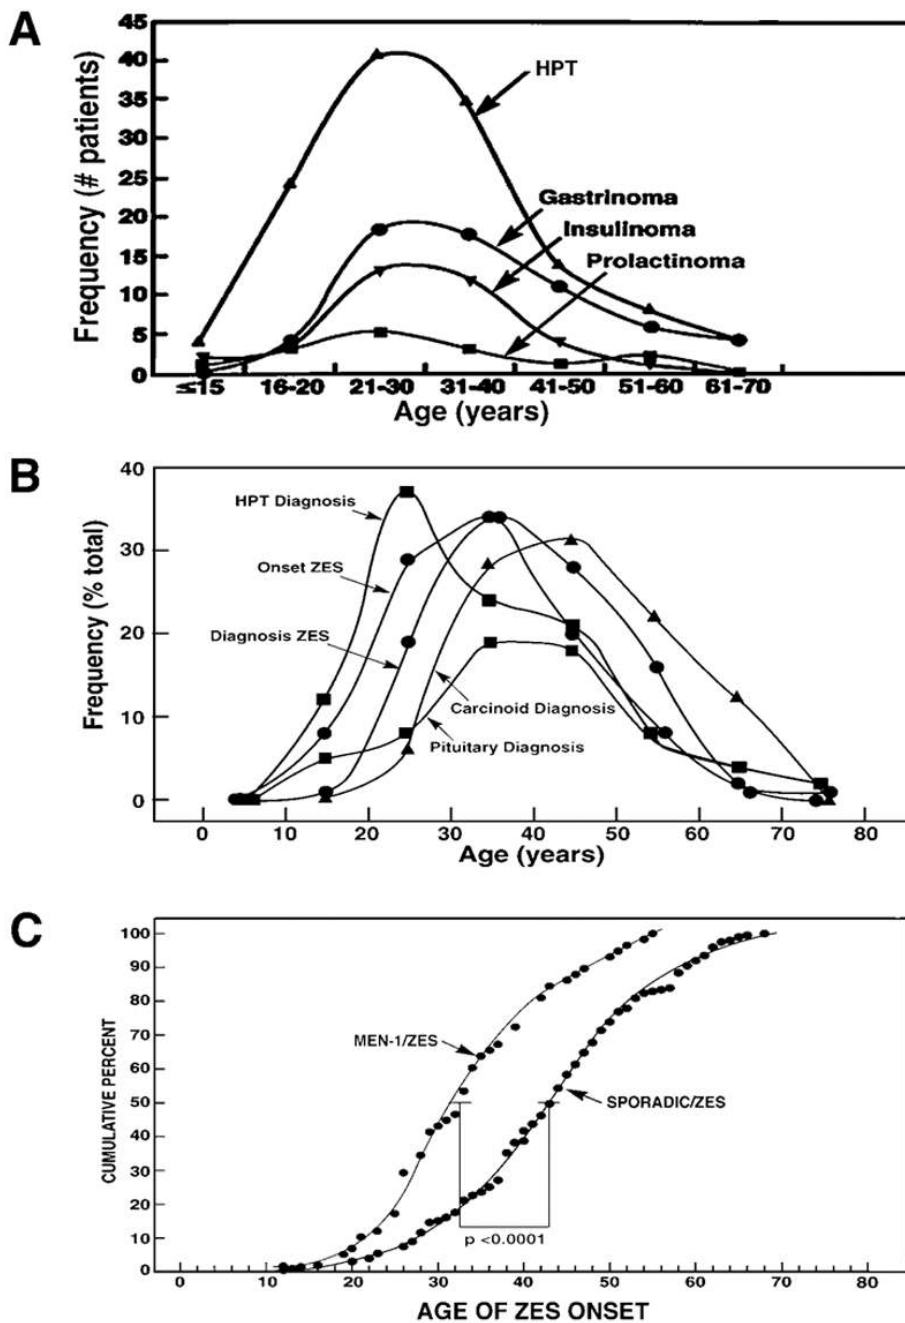 A
Frequency (# patients)
45
40
35
30
25
20
15
10
5
0
HPT
Gastrinoma
Insulinoma
Prolactinoma
≤15 16-20 21-30 31-40 41-50 51-60 61-70
Age (years)
B
Frequency (% total)
40
30
20
10
0
HPT Diagnosis
Onset ZES
Diagnosis ZES
Carcinoid Diagnosis
Pituitary Diagnosis
0 10 20 30 40 50 60 70 80
Age (years)
C
CUMULATIVE PERCENT
100
90
80
70
60
50
40
30
20
10
0
MEN-1/ZES
SPORADIC/ZES
p <0.0001
0 10 20 30 40 50 60 70 80
AGE OF ZES ONSET